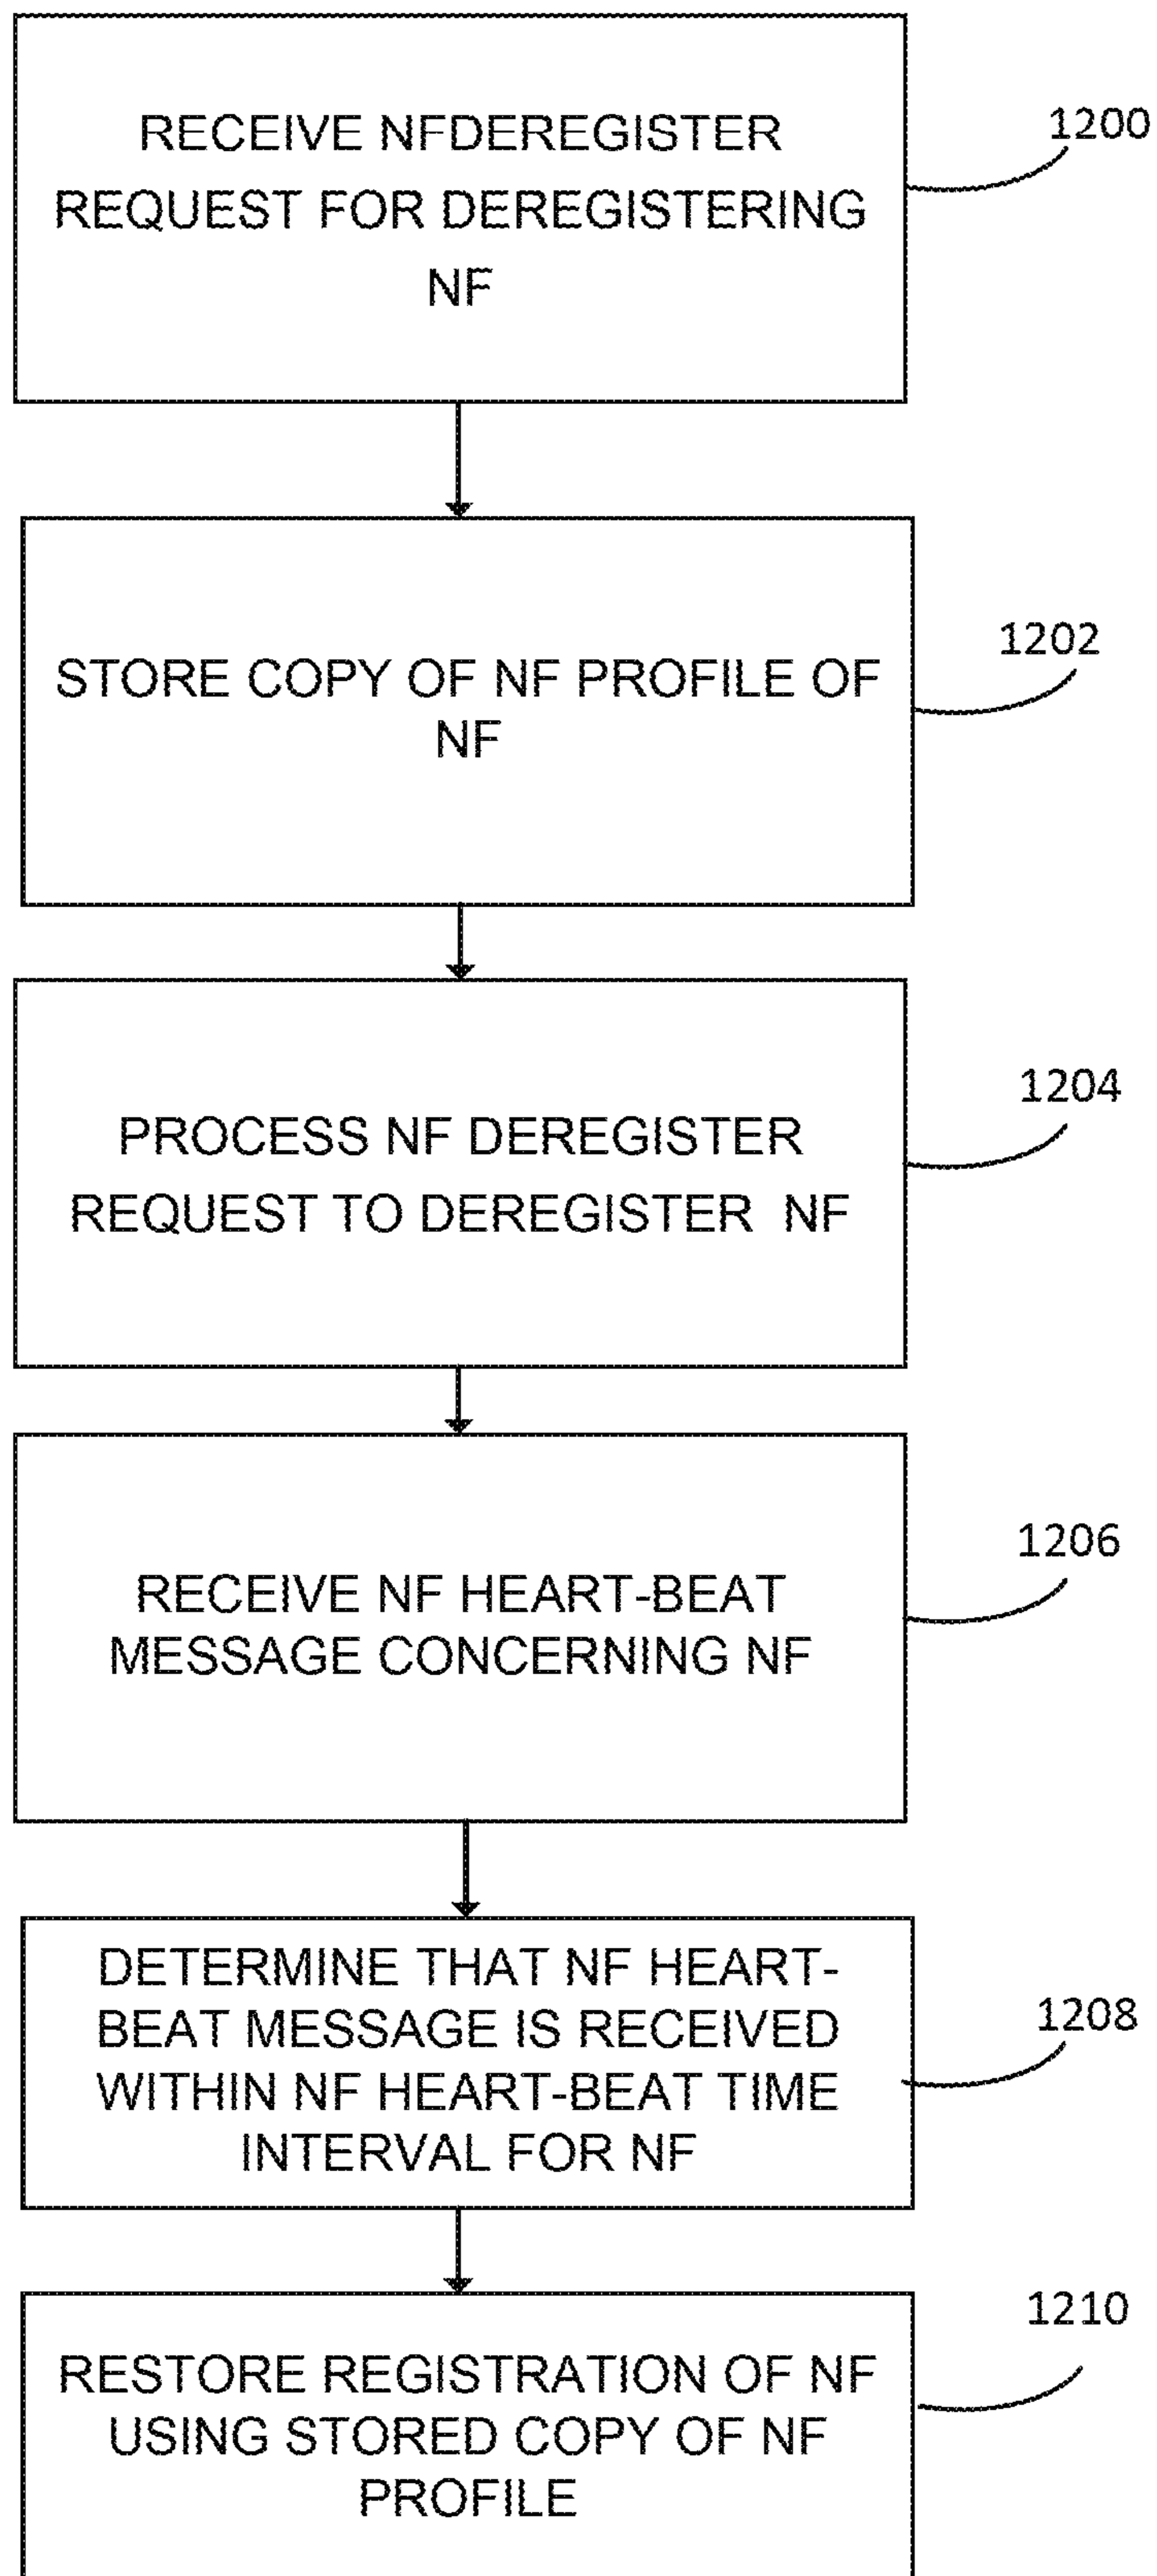 RECEIVE NFDEREGISTER
REQUEST FOR DEREGISTERING
NF
1200
STORE COPY OF NF PROFILE OF
NF
1202
PROCESS NF DEREGISTER
REQUEST TO DEREGISTER NF
1204
RECEIVE NF HEART-BEAT
MESSAGE CONCERNING NF
1206
DETERMINE THAT NF HEART-
BEAT MESSAGE IS RECEIVED
WITHIN NF HEART-BEAT TIME
INTERVAL FOR NF
1208
RESTORE REGISTRATION OF NF
USING STORED COPY OF NF
PROFILE
1210